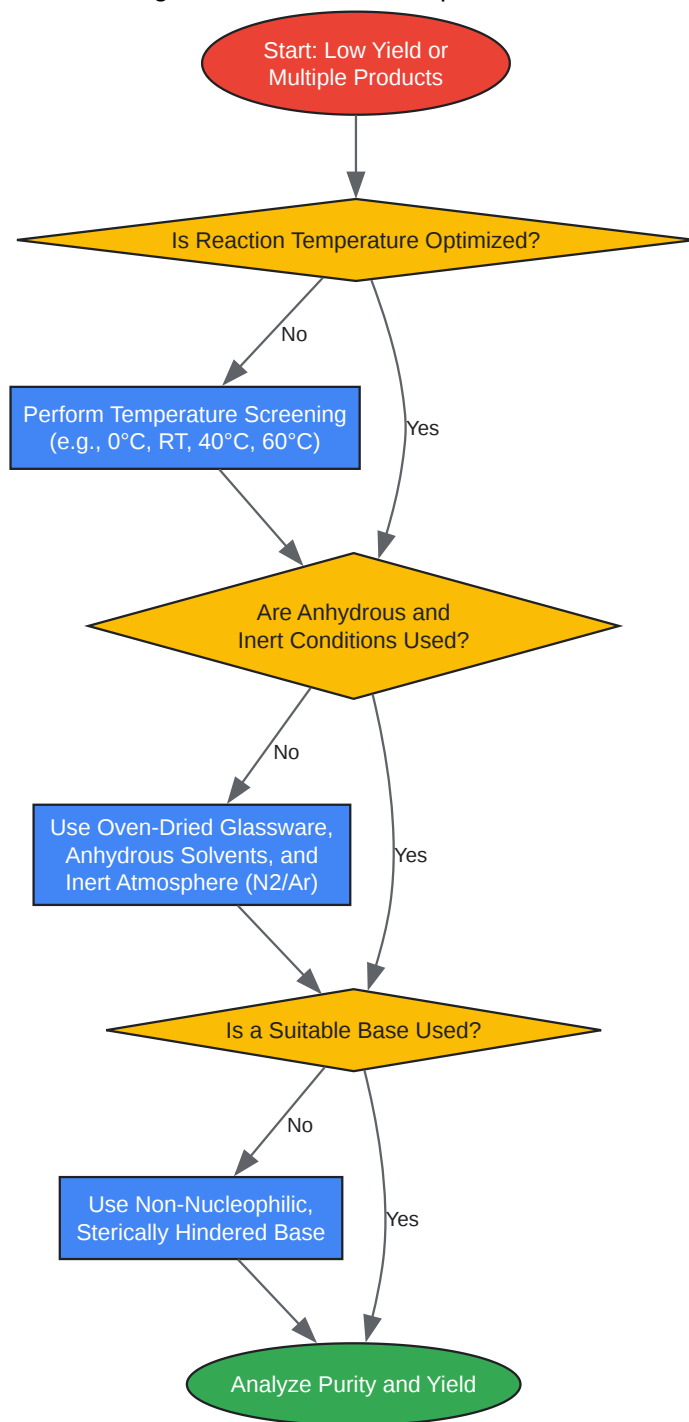 Start: Low Yield or
Multiple Products
Is Reaction Temperature Optimized?
No
Perform Temperature Screening
(e.g., 0°C, RT, 40°C, 60°C)
Yes
Are Anhydrous and
Inert Conditions Used?
No
Use Oven-Dried Glassware,
Anhydrous Solvents, and
Inert Atmosphere (N2/Ar)
Yes
Is a Suitable Base Used?
No
Use Non-Nucleophilic,
Sterically Hindered Base
Yes
Analyze Purity and Yield